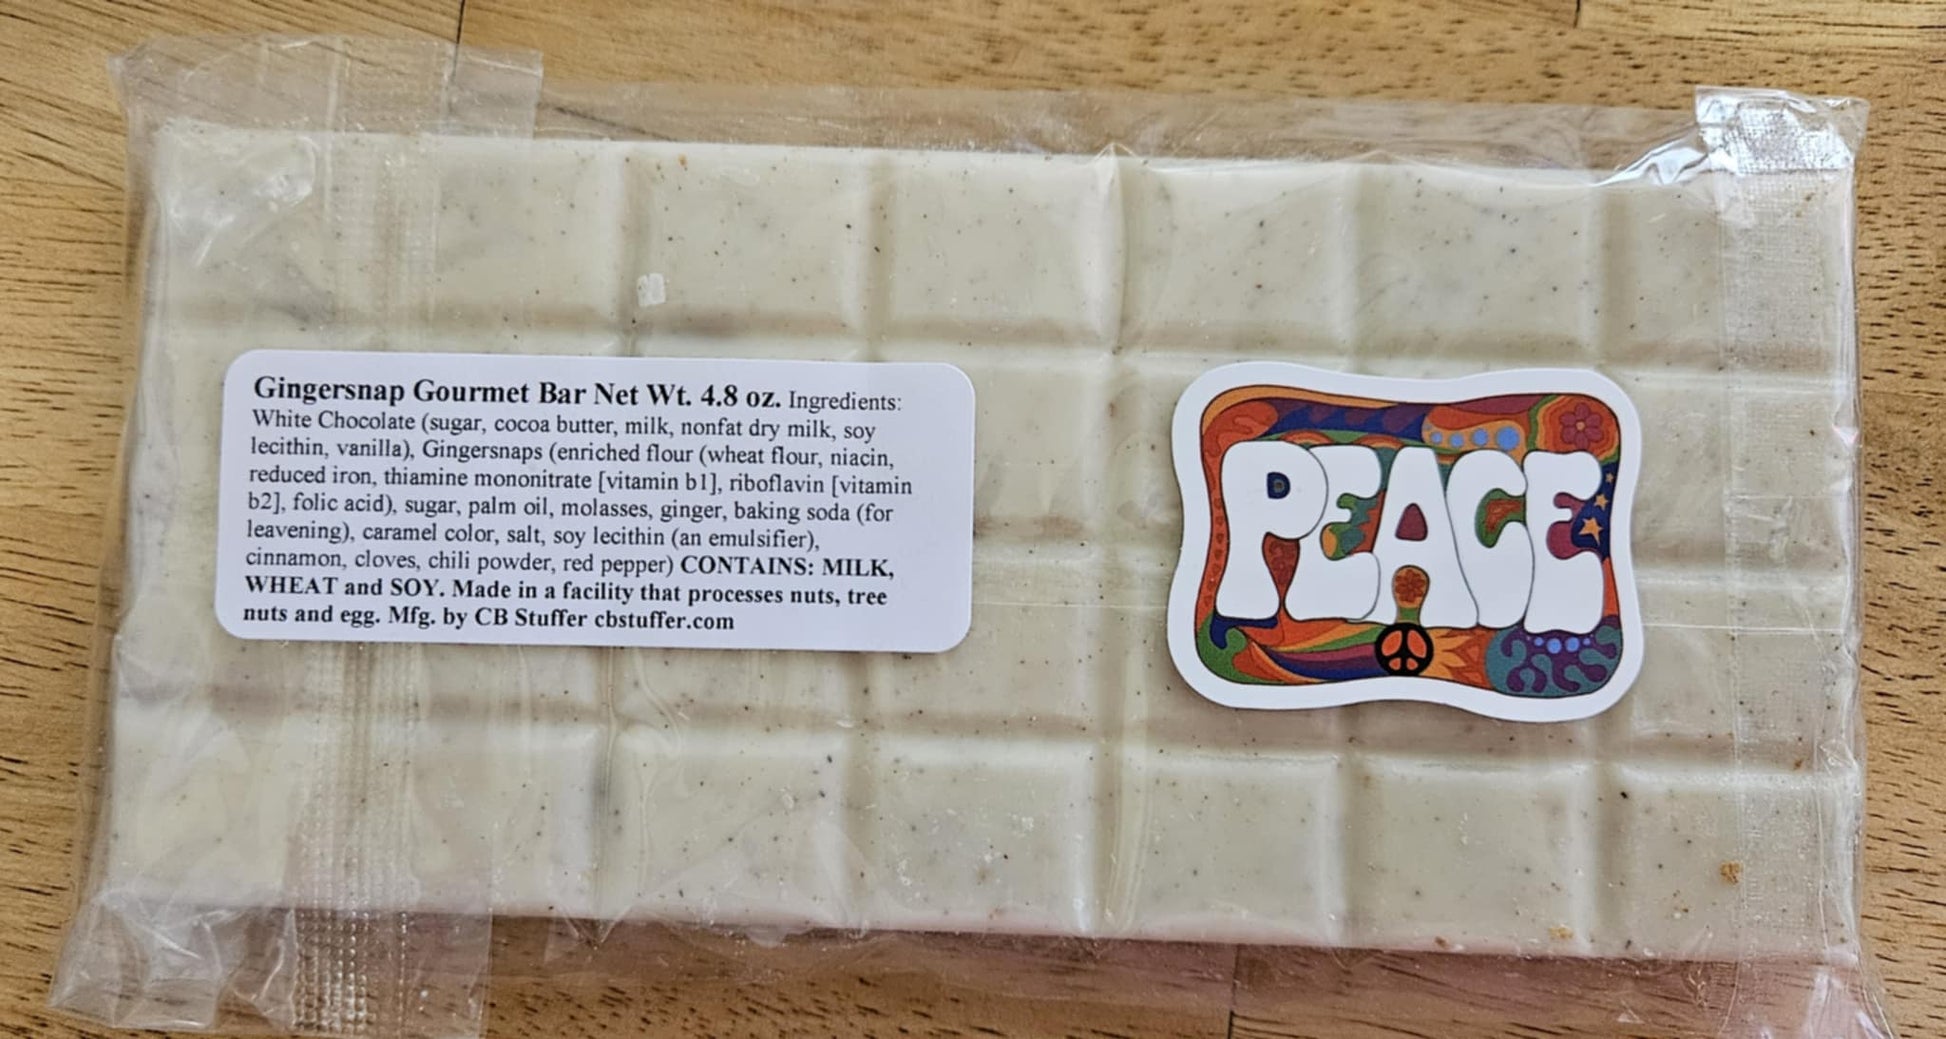 Gingersnap Gourmet Bar Net Wt. 4.8 oz. Ingredients:
White Chocolate (sugar, cocoa butter, milk, nonfat dry milk, soy
lecithin, vanilla), Gingersnaps (enriched flour (wheat flour, niacin,
reduced iron, thiamine mononitrate [vitamin b1], riboflavin [vitamin
b2], folic acid), sugar, palm oil, molasses, ginger, baking soda (for
leavening), caramel color, salt, soy lecithin (an emulsifier),
cinnamon, cloves, chili powder, red pepper) CONTAINS: MILK,
WHEAT and SOY. Made in a facility that processes nuts, tree
nuts and egg. Mfg. by CB Stuffer cbstuffer.com
PEACE